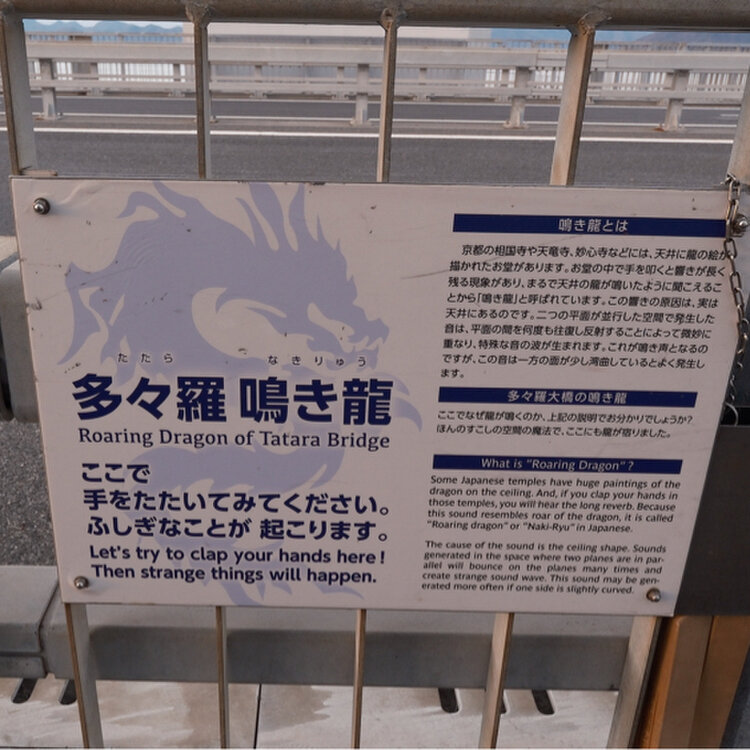 たたら なきりゅう
多々羅 鳴き龍
Roaring Dragon of Tatara Bridge
ここで
手をたたいてみてください。
ふしぎなことが 起こります。
Let's try to clap your hands here!
Then strange things will happen.
鳴き龍とは
京都の相国寺や天竜寺、妙心寺などには、天井に龍の絵が
描かれたお堂があります。お堂の中で手を叩くと響きが長く
残る現象があり、まるで天井の龍が鳴いたように聞こえるこ
とから「鳴き龍」と呼ばれています。この響きの原因は、実は
天井にあるのです。二つの平面が並行した空間で発生した
音は、平面の間を何度も往復し反射することによって微妙に
重なり、特殊な音の波が生まれます。これが鳴き声となるの
ですが、この音は一方の面が少し湾曲しているとよく発生し
ます。
多々羅大橋の鳴き龍
ここでなぜ龍が鳴くのか、上記の説明でお分かりでしょうか?
ほんのすこしの空間の魔法で、ここにも龍が宿りました。
What is "Roaring Dragon"?
Some Japanese temples have huge paintings of the
dragon on the ceiling. And, if you clap your hands in
those temples, you will hear the long reverb. Because
this sound resembles roar of the dragon, it is called
"Roaring dragon" or "Naki-Ryu" in Japanese.
The cause of the sound is the ceiling shape. Sounds
generated in the space where two planes are in par-
allel will bounce on the planes many times and
create strange sound wave. This sound may be gen-
erated more often if one side is slightly curved.